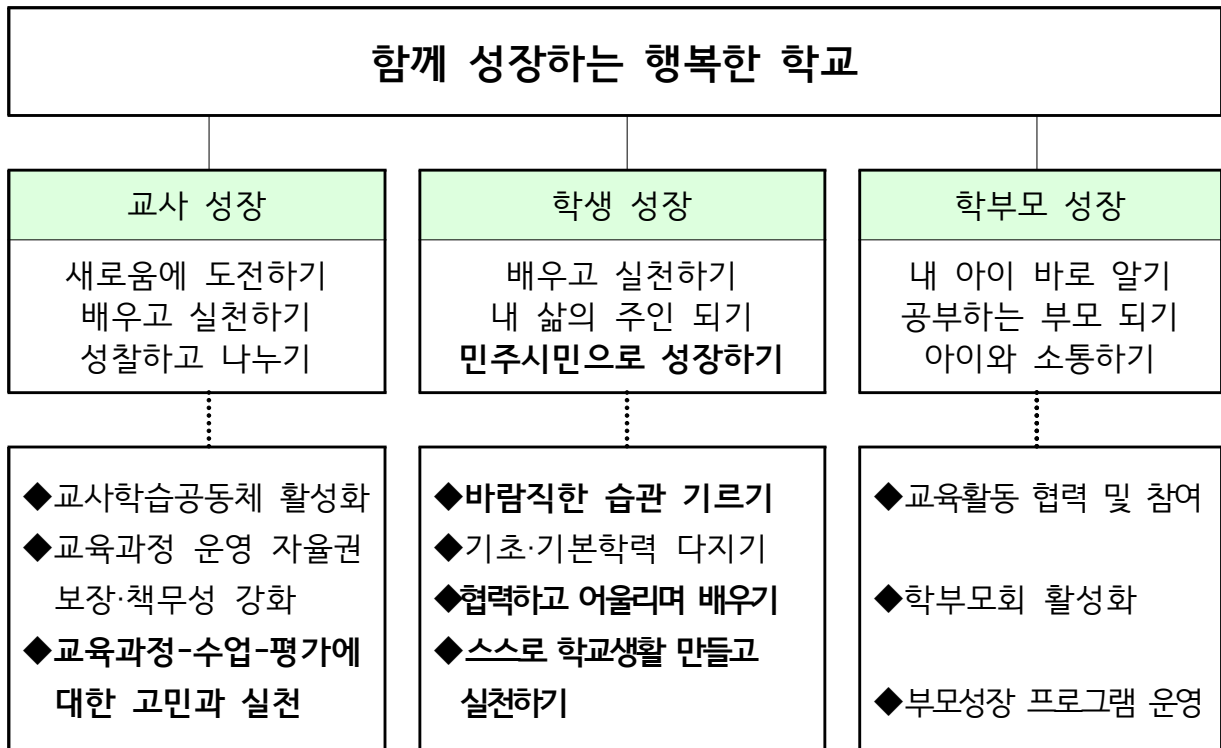 함께 성장하는 행복한 학교
교사 성장
새로움에 도전하기
배우고 실천하기
성찰하고 나누기
◆교사학습공동체 활성화
◆교육과정 운영 자율권
보장·책무성 강화
◆교육과정-수업-평가에
대한 고민과 실천
학생 성장
배우고 실천하기
내 삶의 주인 되기
민주시민으로 성장하기
◆바람직한 습관 기르기
◆기초·기본학력 다지기
◆협력하고 어울리며 배우기
◆스스로 학교생활 만들고
실천하기
학부모 성장
내 아이 바로 알기
공부하는 부모 되기
아이와 소통하기
◆교육활동 협력 및 참여
◆학부모회 활성화
◆부모성장 프로그램 운영